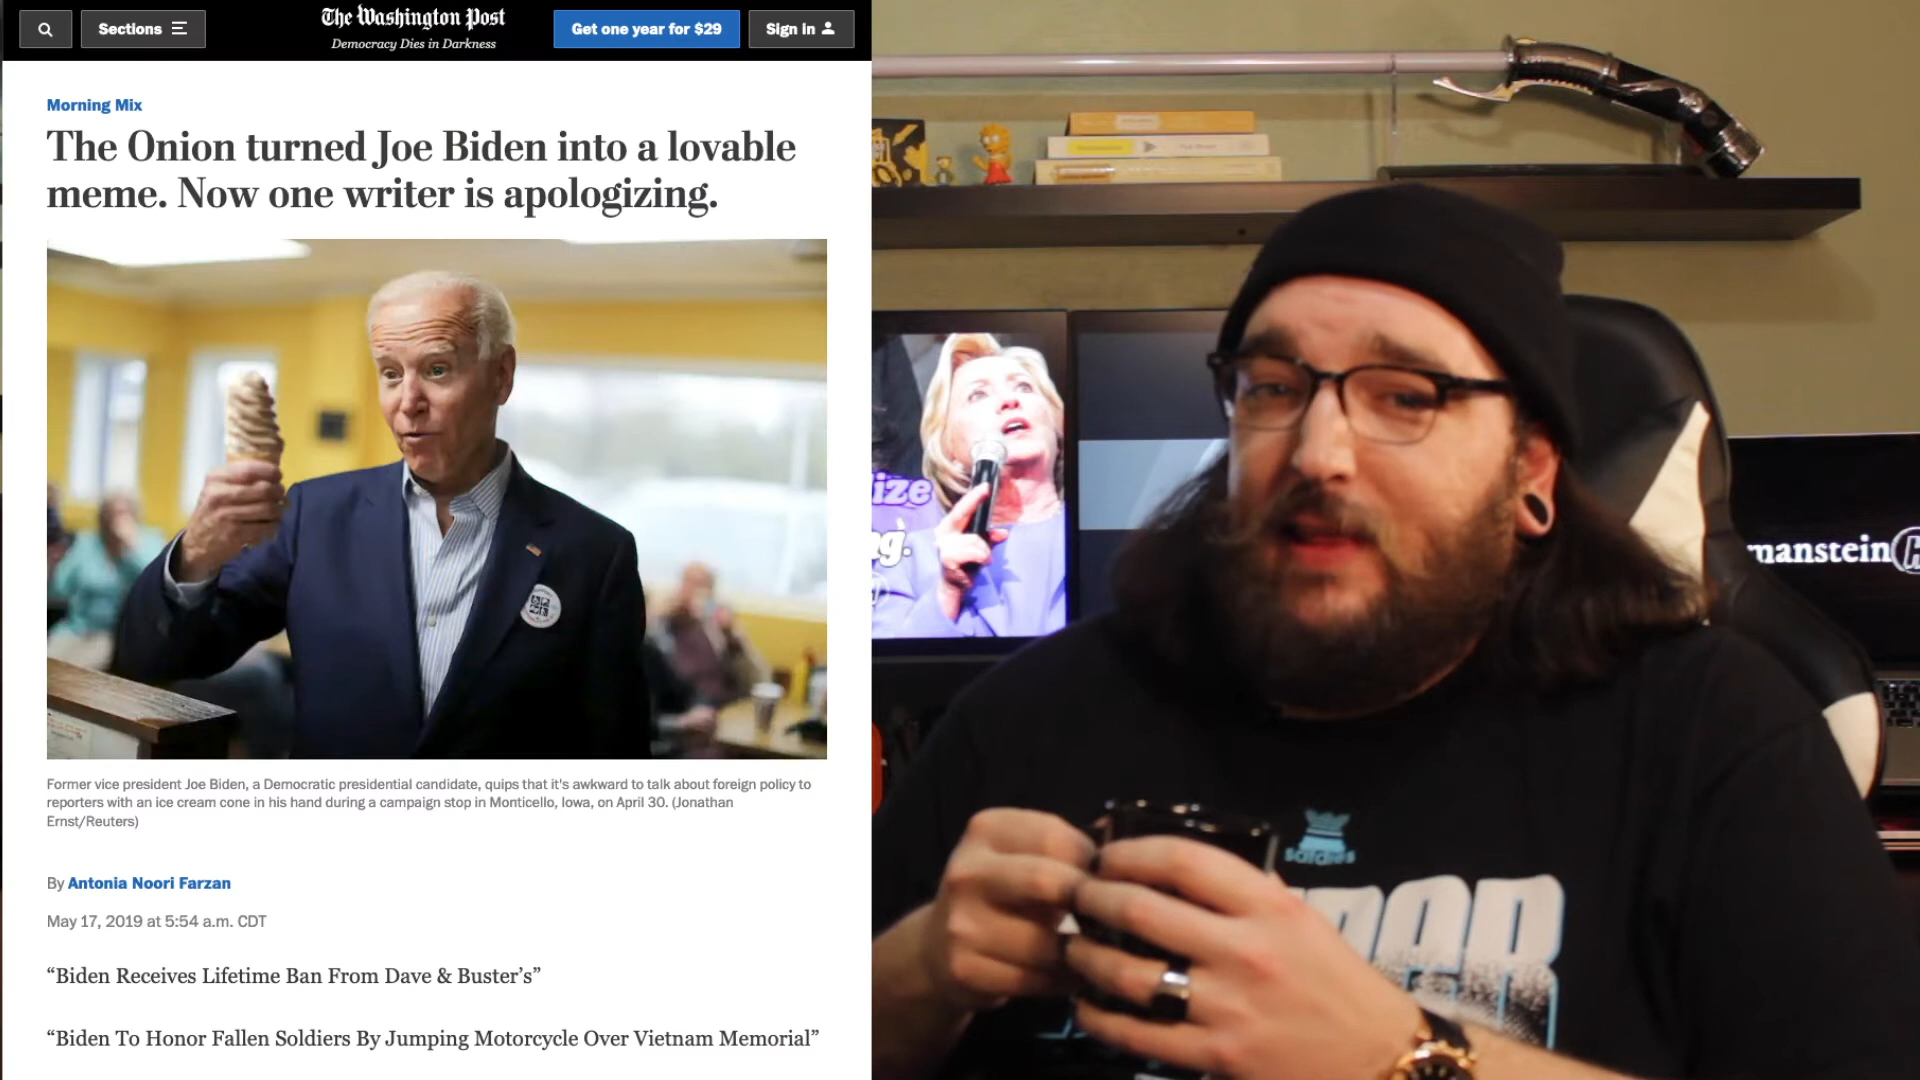 Sections
The Washington Post
Democracy Dies in Darkness
Get one year for $29
Sign in
Morning Mix
The Onion turned Joe Biden into a lovable
meme. Now one writer is apologizing.
Former vice president Joe Biden, a Democratic presidential candidate, quips that it's awkward to talk about foreign policy to
reporters with an ice cream cone in his hand during a campaign stop in Monticello, Iowa, on April 30. (Jonathan
Ernst/Reuters)
By Antonia Noori Farzan
May 17, 2019 at 5:54 a.m. CDT
“Biden Receives Lifetime Ban From Dave & Buster’s”
“Biden To Honor Fallen Soldiers By Jumping Motorcycle Over Vietnam Memorial”
ize
manstein